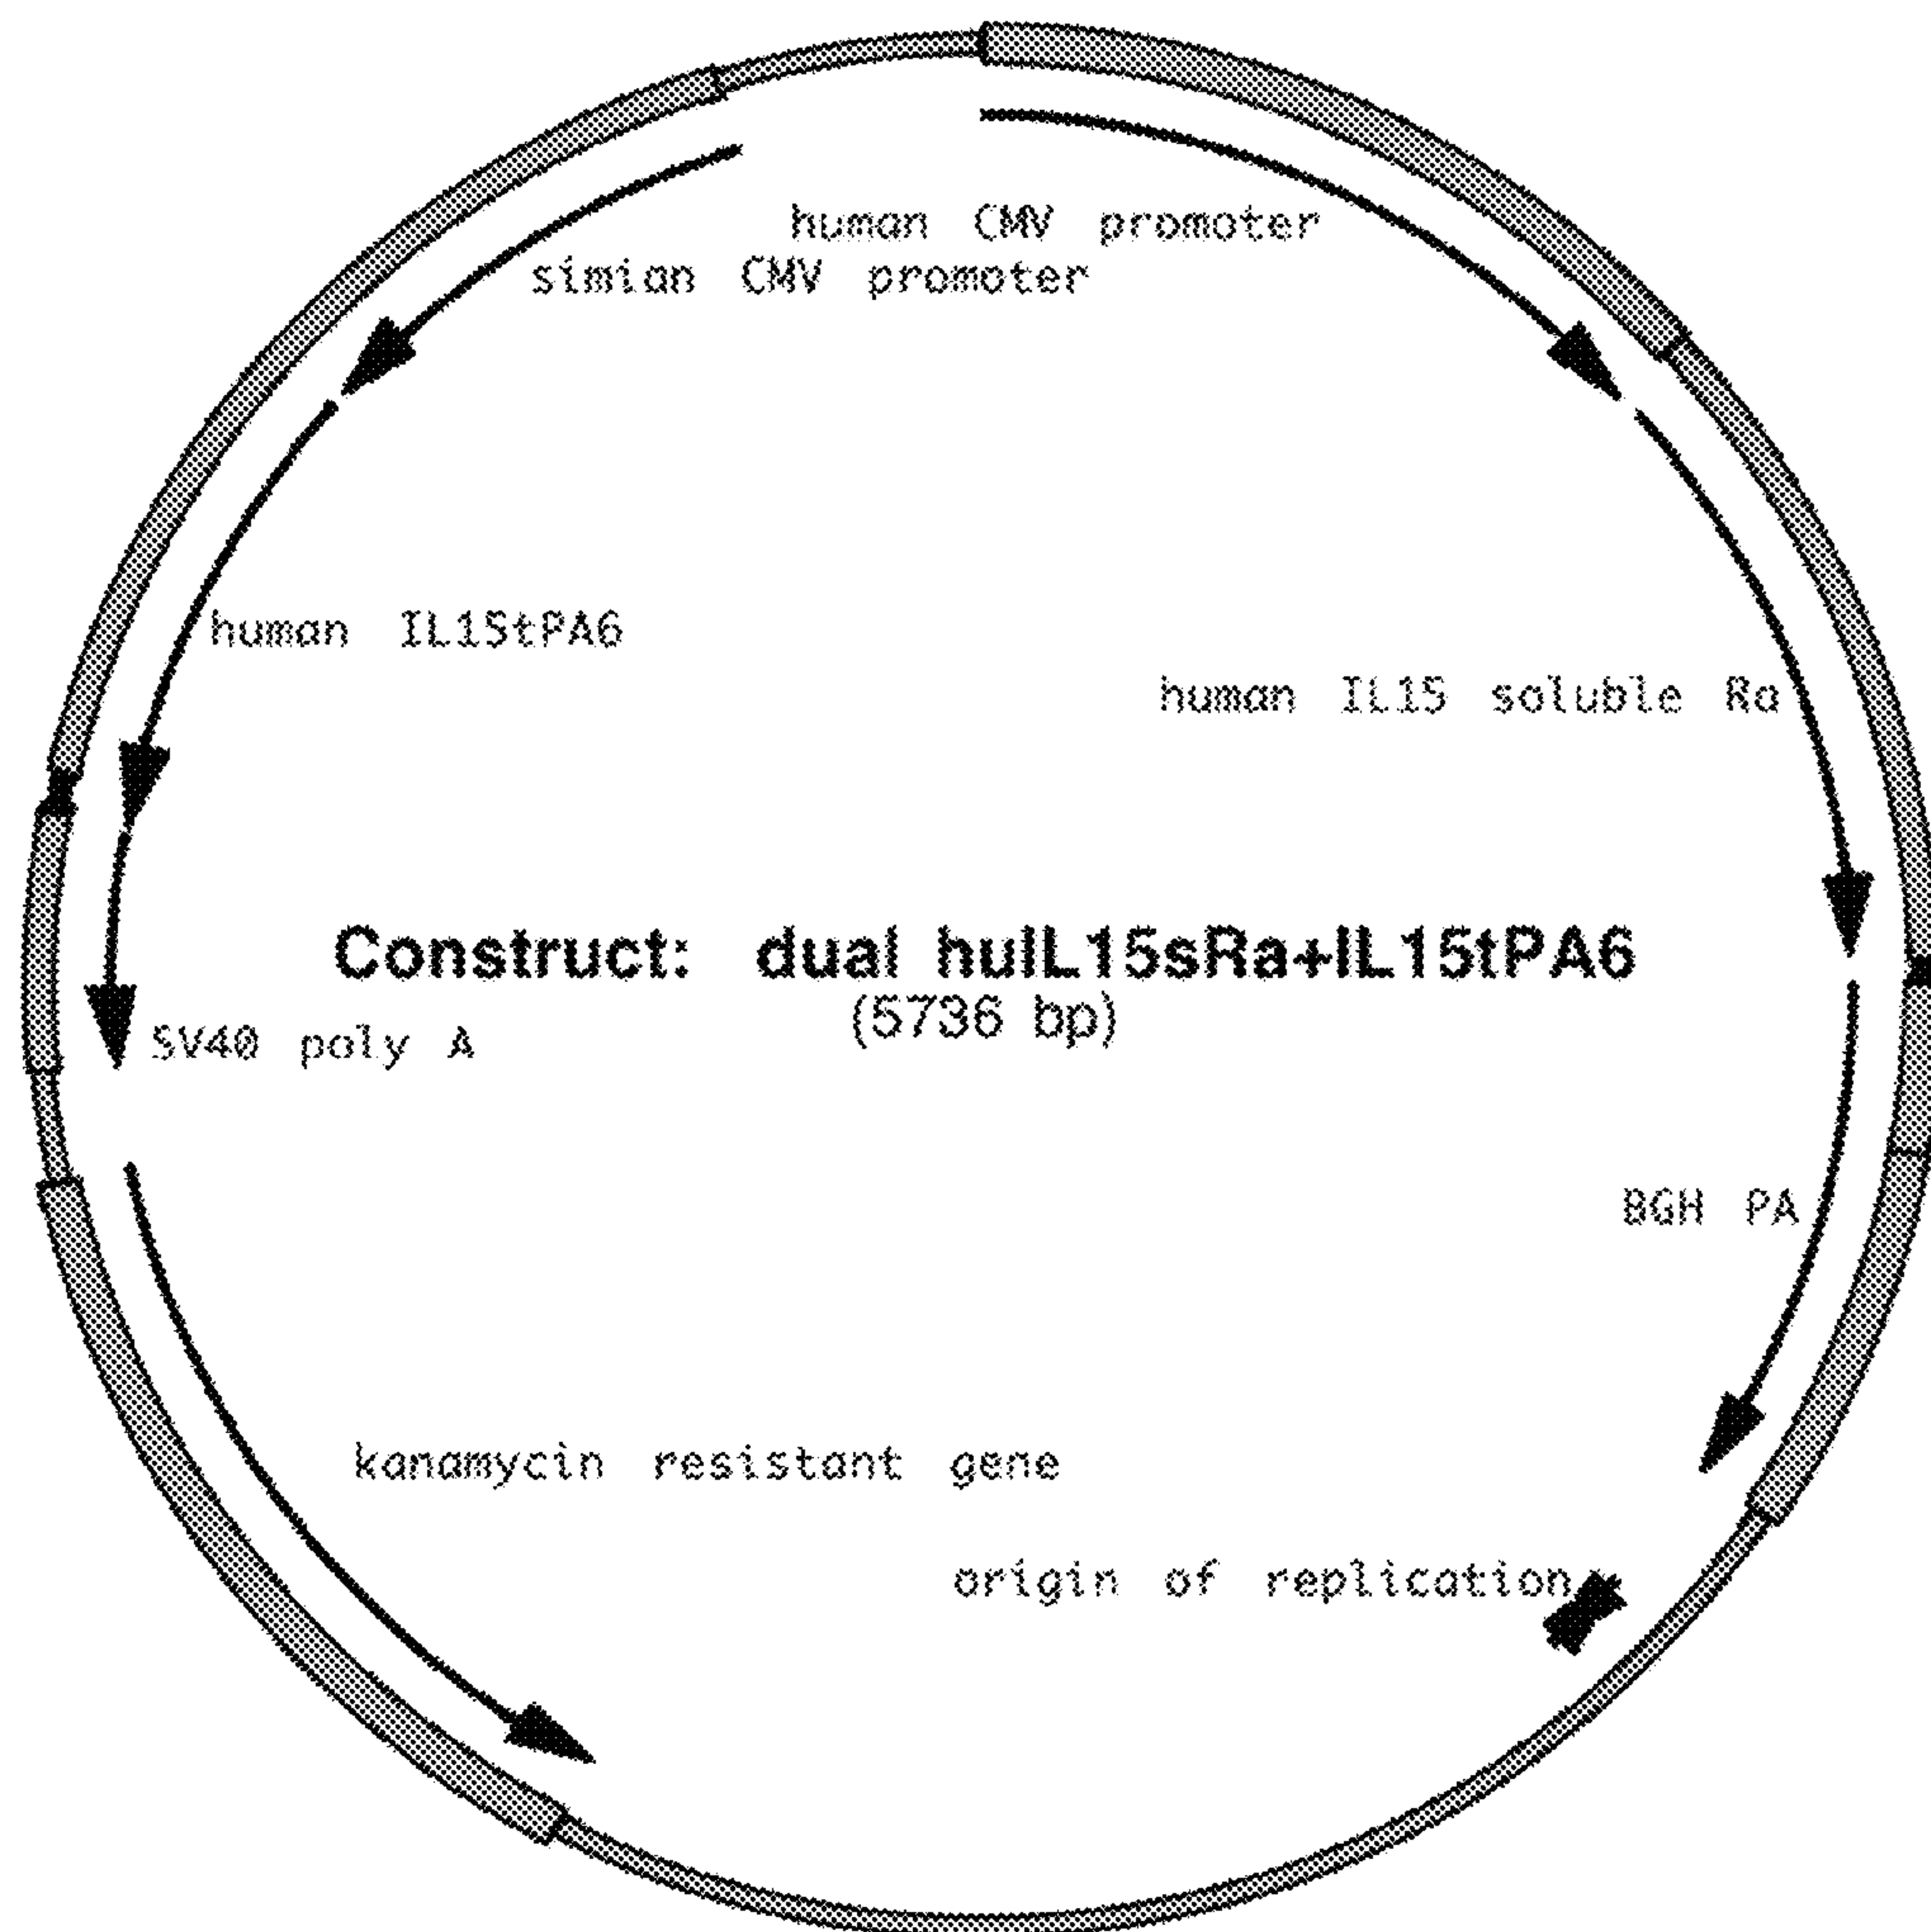 human CMV promoter
simian CMV promoter
human IL15tPA6
human IL15 soluble Ra
Construct: dual huIL15sRa+IL15tPA6
(5736 bp)
SV40 poly A
BGH PA
kanamycin resistant gene
origin of replication